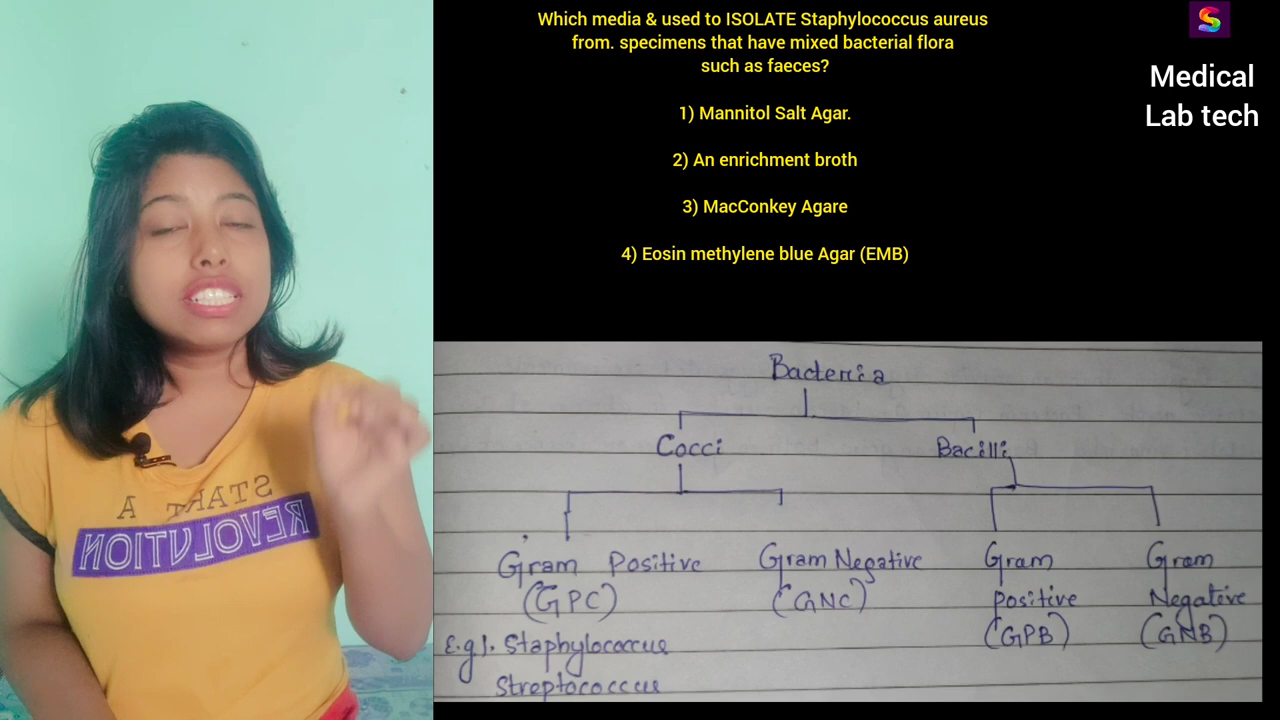 Which media & used to ISOLATE Staphylococcus aureus
from. specimens that have mixed bacterial flora
such as faeces?
1) Mannitol Salt Agar.
2) An enrichment broth
3) MacConkey Agare
4) Eosin methylene blue Agar (EMB)
S
Medical
Lab tech
START A
REVOLUTION
Bacteria
Cocci
Bacilli
Gram Positive
(GPC)
Gram Negative
(GNC)
Gram
positive
(GPB)
Gram
Negative
(GNB)
E.g1. Staphylococcus
Streptococcus